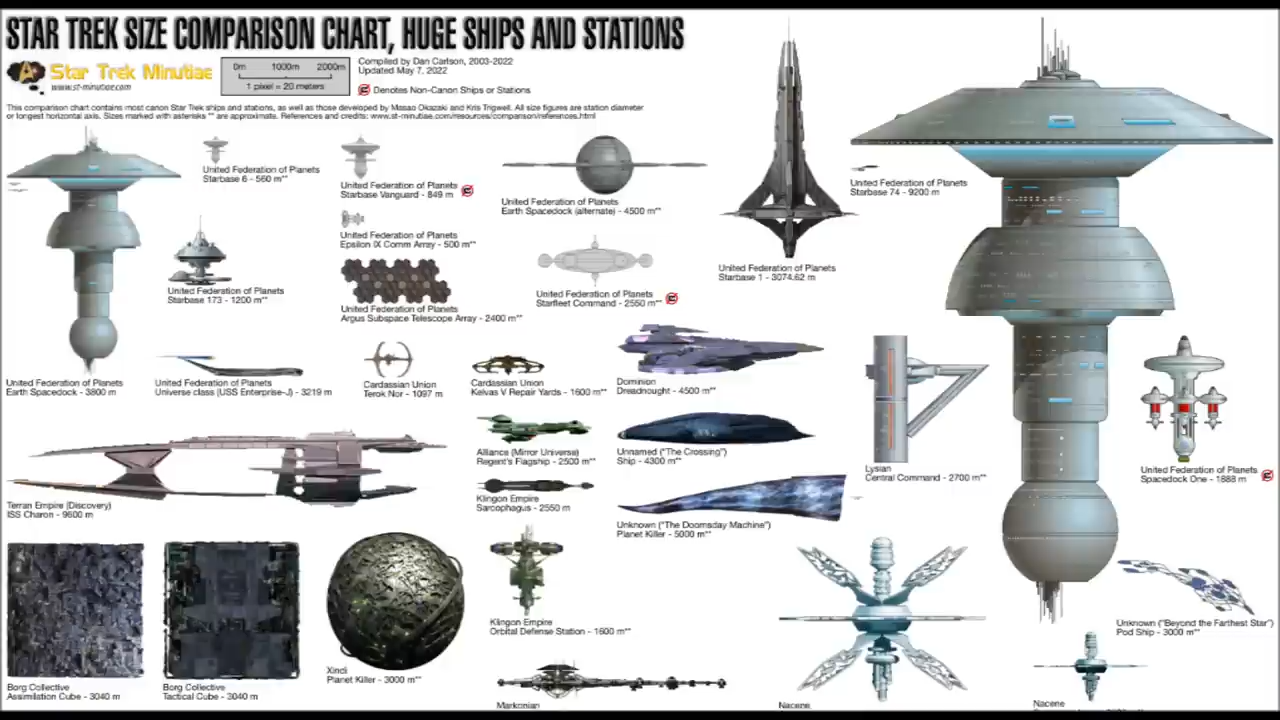 STAR TREK SIZE COMPARISON CHART, HUGE SHIPS AND STATIONS
Star Trek Minutiae
www.st-minutiae.com
0m 1000m 2000m
1 pixel = 20 meters
Compiled by Dan Carlson, 2003-2022
Updated May 7, 2022
Denotes Non-Canon Ships or Stations
This comparison chart contains most canon Star Trek ships and stations, as well as those developed by Masao Okazaki and Kris Trigwell. All size figures are station diameter
or longest horizontal axis. Sizes marked with asterisks ** are approximate. References and credits: www.st-minutiae.com/resources/comparison/references.html
United Federation of Planets
Starbase 6 - 560 m**
United Federation of Planets
Starbase Vanguard - 849 m
United Federation of Planets
Earth Spacedock (alternate) - 4500 m**
United Federation of Planets
Starbase 74 - 9200 m
United Federation of Planets
Epsilon IX Comm Array - 500 m**
United Federation of Planets
Starbase 1 - 3074.62 m
United Federation of Planets
Starbase 173 - 1200 m**
United Federation of Planets
Starfleet Command - 2550 m**
United Federation of Planets
Argus Subspace Telescope Array - 2400 m**
United Federation of Planets
Earth Spacedock - 3800 m
United Federation of Planets
Universe class (USS Enterprise-J) - 3219 m
Cardassian Union
Terok Nor - 1097 m
Cardassian Union
Kelvas V Repair Yards - 1600 m**
Dominion
Dreadnought - 4500 m**
Alliance (Mirror Universe)
Regent's Flagship - 2500 m**
Unnamed ("The Crossing")
Ship - 4300 m**
Lysian
Central Command - 2700 m**
United Federation of Planets
Spacedock One - 1888 m
Terran Empire (Discovery)
ISS Charon - 9600 m
Klingon Empire
Sarcophagus - 2550 m
Unknown ("The Doomsday Machine")
Planet Killer - 5000 m**
Klingon Empire
Orbital Defense Station - 1600 m**
Unknown ("Beyond the Farthest Star")
Pod Ship - 3000 m**
Borg Collective
Assimilation Cube - 3040 m
Borg Collective
Tactical Cube - 3040 m
Xindi
Planet Killer - 3000 m**
Markonian
Nacene
Nacene